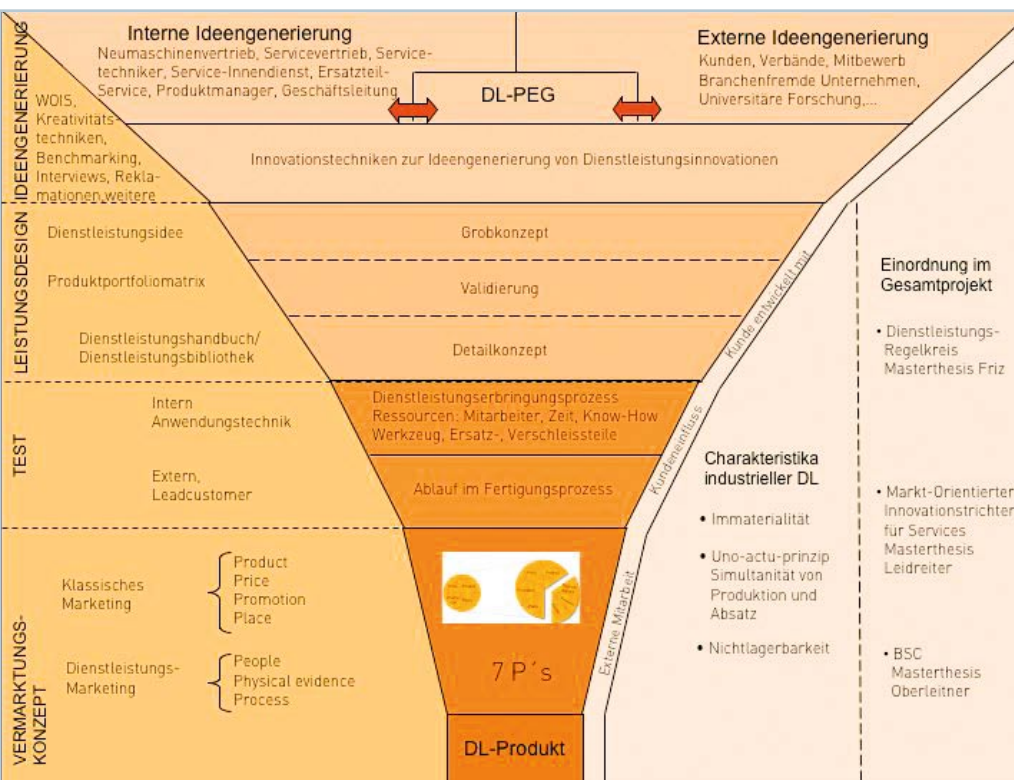 IDEENGENERIERUNG
Interne Ideengenerierung
Neumaschinenvertrieb, Servicevertrieb, Service-
techniker, Service-Innendienst, Ersatzteil-
Service, Produktmanager, Geschäftsleitung
DL-PEG
Externe Ideengenerierung
Kunden, Verbände, Mitbewerb
Branchenfremde Unternehmen,
Universitäre Forschung,...
WOIS,
Kreativitäts-
techniken,
Benchmarking,
Interviews, Rekla-
mationen,weitere
Innovationstechniken zur Ideengenerierung von Dienstleistungsinnovationen
LEISTUNGSDESIGN
Dienstleistungsidee
Produktportfoliomatrix
Dienstleistungshandbuch/
Dienstleistungsbibliothek
Grobkonzept
Validierung
Detailkonzept
Kunde entwickelt mit
TEST
Intern
Anwendungstechnik
Extern,
Leadcustomer
Dienstleistungserbringungsprozess
Ressourcen: Mitarbeiter, Zeit, Know-How
Werkzeug, Ersatz-, Verschleissteile
Ablauf im Fertigungsprozess
Kundeneinfluss
VERMARKTUNGS-
KONZEPT
Klassisches
Marketing
Product
Price
Promotion
Place
Dienstleistungs-
Marketing
People
Physical evidence
Process
7 P´s
DL-Produkt
Externe Mitarbeit
Charakteristika
industrieller DL
• Immaterialität
• Uno-actu-prinzip
Simultanität von
Produktion und
Absatz
• Nichtlagerbarkeit
Einordnung im
Gesamtprojekt
• Dienstleistungs-
Regelkreis
Masterthesis Friz
• Markt-Orientierter
Innovationstrichter
für Services
Masterthesis
Leidreiter
• BSC
Masterthesis
Oberleitner